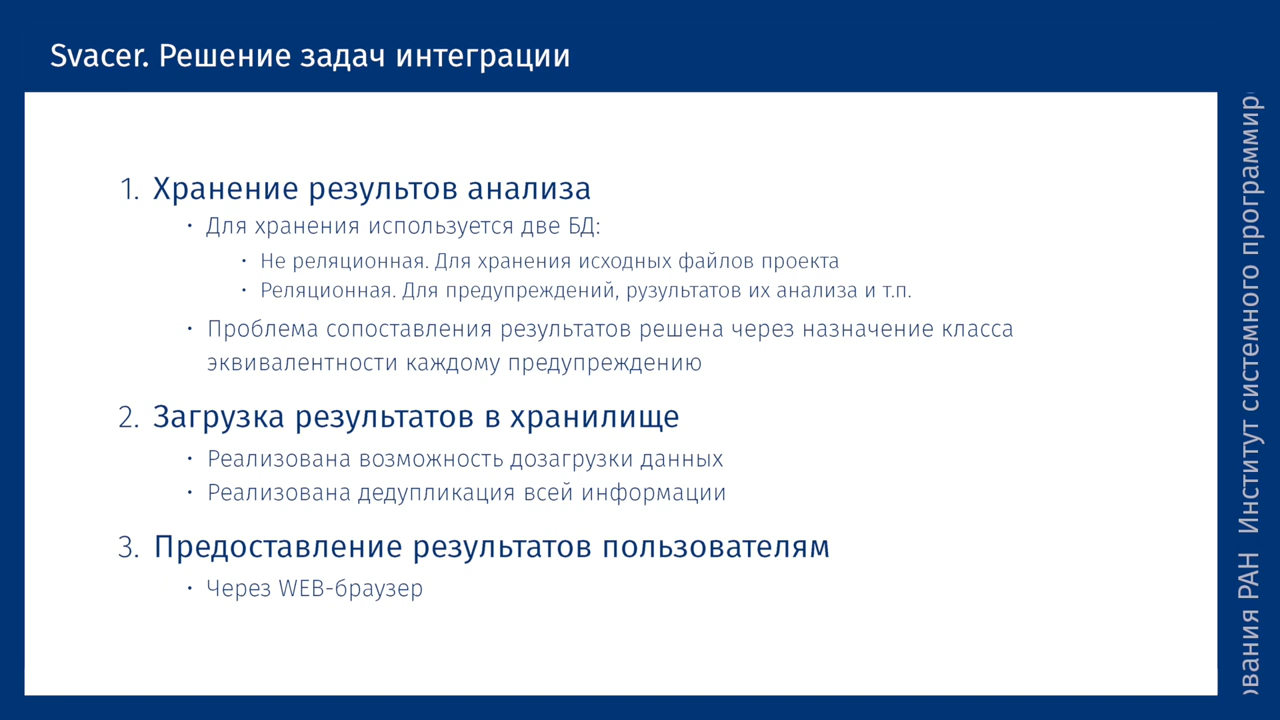 Svacer. Решение задач интеграции
1. Хранение результов анализа
• Для хранения используется две БД:
• Не реляционная. Для хранения исходных файлов проекта
• Реляционная. Для предупреждений, рузультатов их анализа и т.п.
• Проблема сопоставления результатов решена через назначение класса
эквивалентности каждому предупреждению
2. Загрузка результатов в хранилище
• Реализована возможность дозагрузки данных
• Реализована дедупликация всей информации
3. Предоставление результатов пользователям
• Через WEB-браузер
ования РАН Институт системного программир